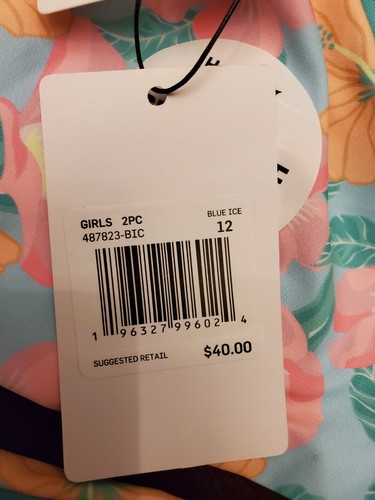 GIRLS 2PC BLUE ICE
487823-BIC 12
1 96327 99602 4
SUGGESTED RETAIL $40.00